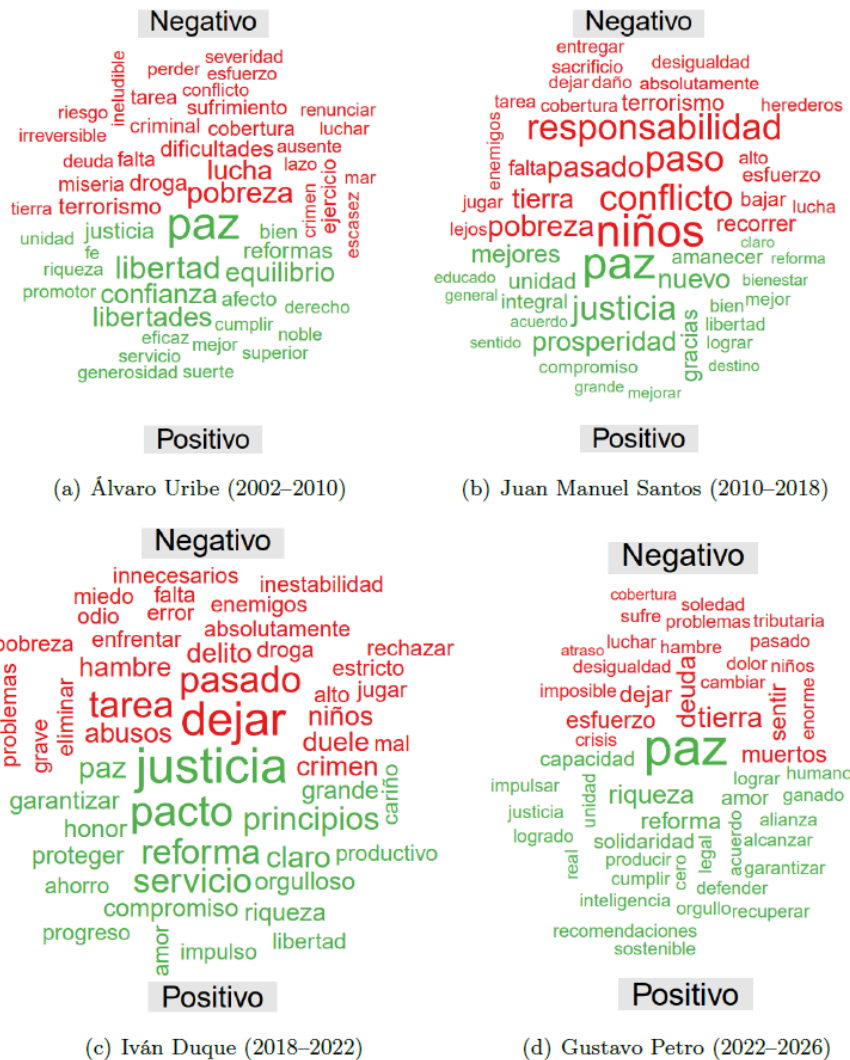 Negativo
severidad
perder esfuerzo
ineludible
conflicto
tarea
riesgo sufrimiento renunciar
irreversible criminal cobertura luchar
dificultades ausente
deuda falta lucha lazo
miseria droga pobreza crimen ejercicio mar
tierra terrorismo escasez
unidad justicia paz bien
fe reformas
riqueza libertad equilibrio
promotor confianza afecto
derecho
libertades cumplir
eficaz mejor noble
servicio superior
generosidad suerte
Positivo
(a) Álvaro Uribe (2002–2010)
Negativo
entregar
sacrificio desigualdad
dejar daño absolutamente
tarea cobertura terrorismo herederos
enemigos
responsabilidad
falta pasado paso alto
esfuerzo
jugar tierra conflicto bajar lucha
lejos pobreza niños recorrer
claro
mejores paz amanecer reforma
educado unidad nuevo bienestar
general integral justicia bien mejor
acuerdo libertad
sentido prosperidad gracias lograr
compromiso destino
grande mejorar
Positivo
(b) Juan Manuel Santos (2010–2018)
Negativo
innecesarios
miedo falta inestabilidad
odio error enemigos
absolutamente
pobreza enfrentar delito droga rechazar
hambre estricto
problemas grave eliminar
pasado alto jugar
tarea dejar niños
abusos duele mal
paz justicia crimen
garantizar grande cariño
pacto principios
honor
proteger reforma claro productivo
ahorro servicio orgulloso
compromiso riqueza
progreso amor impulso libertad
Positivo
(c) Iván Duque (2018–2022)
Negativo
cobertura soledad
sufre problemas tributaria
luchar hambre pasado
atraso
desigualdad dolor niños
imposible dejar deuda cambiar sentir enorme
esfuerzo tierra
crisis paz muertos
capacidad
impulsar unidad riqueza lograr humano
amor ganado
justicia reforma alianza
logrado solidaridad acuerdo alcanzar
real producir cero legal garantizar
cumplir defender
inteligencia orgullo recuperar
recomendaciones
sostenible
Positivo
(d) Gustavo Petro (2022–2026)